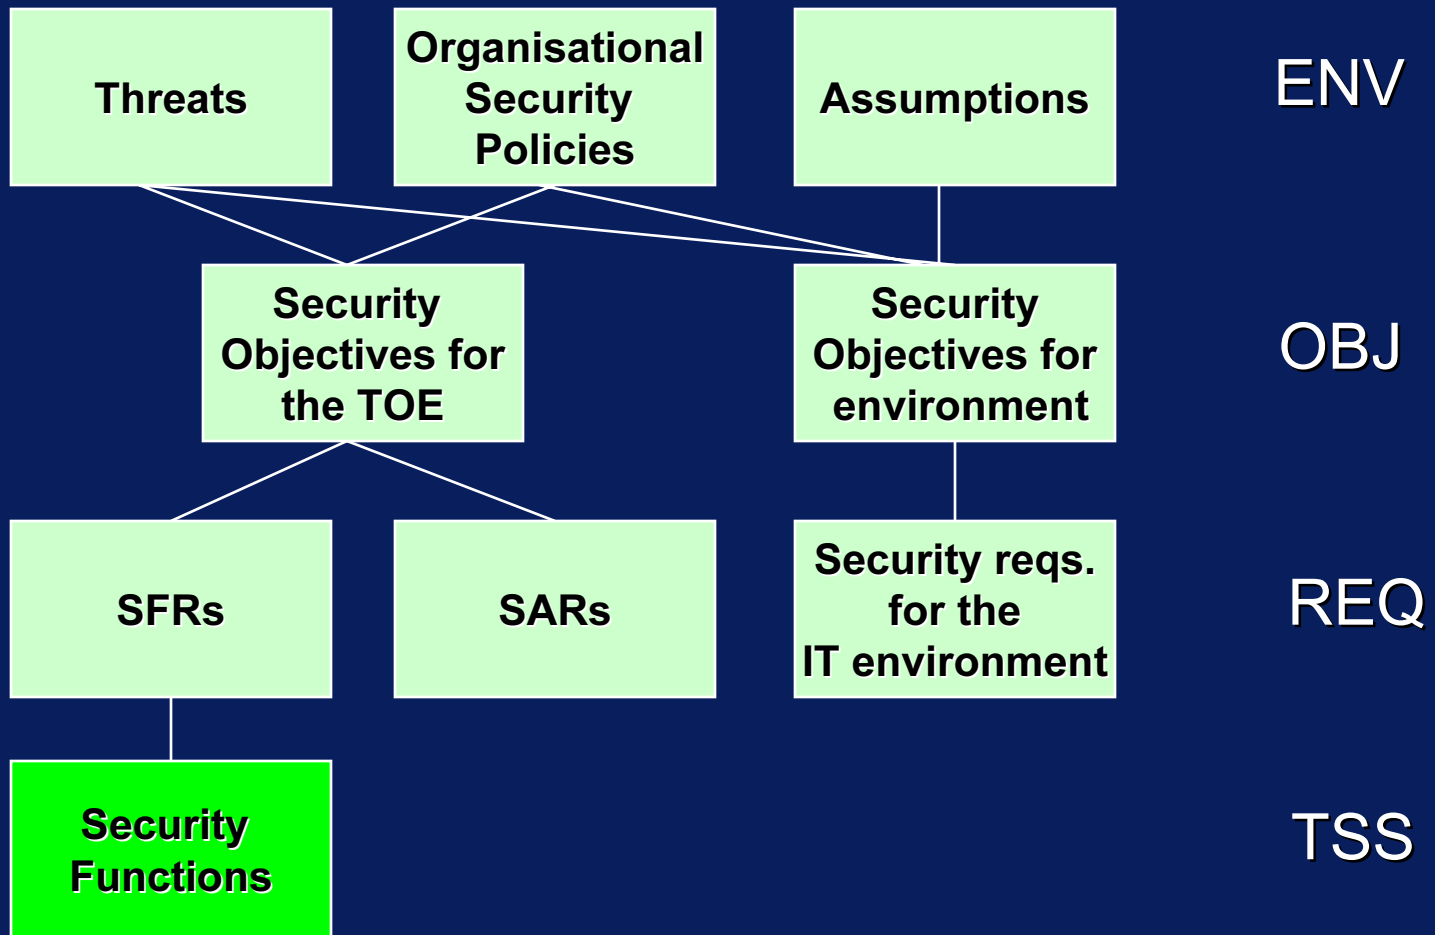 Threats
Organisational
Security
Policies
Assumptions
ENV
Security
Objectives for
the TOE
Security
Objectives for
environment
OBJ
SFRs
SARs
Security reqs.
for the
IT environment
REQ
Security
Functions
TSS